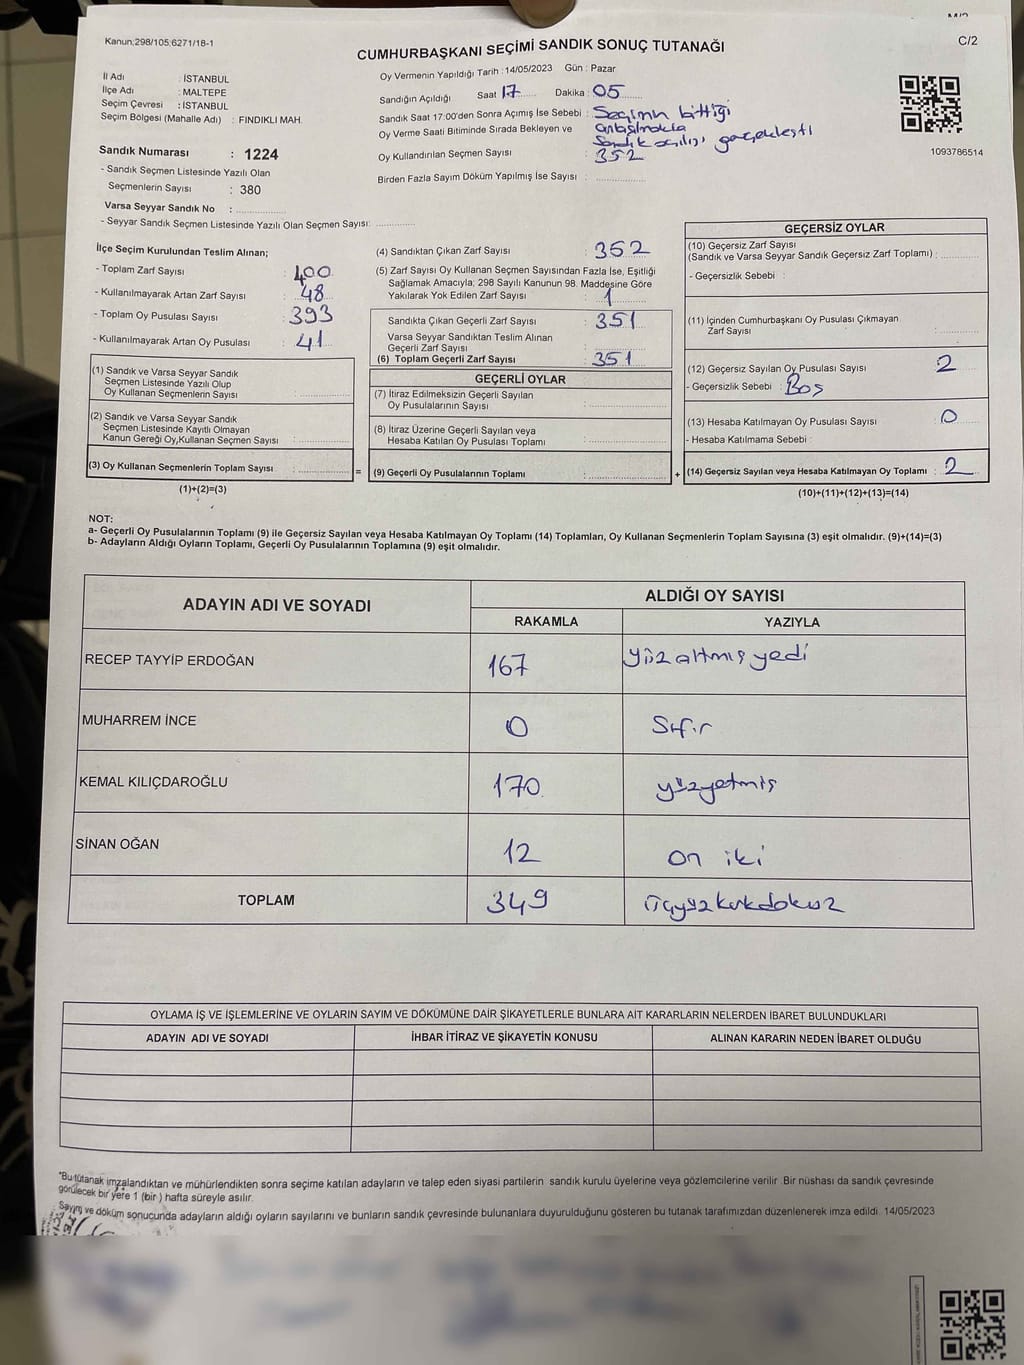 Kanun;298/105;6271/18-1
C/2
CUMHURBAŞKANI SEÇİMİ SANDIK SONUÇ TUTANAĞI
İl Adı : İSTANBUL
İlçe Adı : MALTEPE
Seçim Çevresi : İSTANBUL
Seçim Bölgesi (Mahalle Adı) : FINDIKLI MAH.
Sandık Numarası : 1224
- Sandık Seçmen Listesinde Yazılı Olan
Seçmenlerin Sayısı : 380
Varsa Seyyar Sandık No :
- Seyyar Sandık Seçmen Listesinde Yazılı Olan Seçmen Sayısı:
Oy Vermenin Yapıldığı Tarih : 14/05/2023 Gün : Pazar
Sandığın Açıldığı Saat 17 Dakika 05
Sandık Saat 17:00'den Sonra Açımış İse Sebebi : Seçimin bittiği
Oy Verme Saati Bitiminde Sırada Bekleyen ve anlaşılmakla
Sandık açılışı gerçekleşti
Oy Kullandırılan Seçmen Sayısı : 352
Birden Fazla Sayım Döküm Yapılmış İse Sayısı :
1093786514
İlçe Seçim Kurulundan Teslim Alınan;
- Toplam Zarf Sayısı : 400
- Kullanılmayarak Artan Zarf Sayısı : 48
- Toplam Oy Pusulası Sayısı : 393
- Kullanılmayarak Artan Oy Pusulası : 41
(1) Sandık ve Varsa Seyyar Sandık
Seçmen Listesinde Yazılı Olup
Oy Kullanan Seçmenlerin Sayısı :
(2) Sandık ve Varsa Seyyar Sandık
Seçmen Listesinde Kayıtlı Olmayan
Kanun Gereği Oy,Kullanan Seçmen Sayısı :
(3) Oy Kullanan Seçmenlerin Toplam Sayısı : =
(1)+(2)=(3)
(4) Sandıktan Çıkan Zarf Sayısı : 352
(5) Zarf Sayısı Oy Kullanan Seçmen Sayısından Fazla İse, Eşitliği
Sağlamak Amacıyla; 298 Sayılı Kanunun 98. Maddesine Göre
Yakılarak Yok Edilen Zarf Sayısı : 1
Sandıkta Çıkan Geçerli Zarf Sayısı : 351
Varsa Seyyar Sandıktan Teslim Alınan
Geçerli Zarf Sayısı :
(6) Toplam Geçerli Zarf Sayısı : 351
GEÇERLİ OYLAR
(7) İtiraz Edilmeksizin Geçerli Sayılan
Oy Pusulalarının Sayısı :
(8) İtiraz Üzerine Geçerli Sayılan veya
Hesaba Katılan Oy Pusulası Toplamı :
(9) Geçerli Oy Pusulalarının Toplamı : +
GEÇERSİZ OYLAR
(10) Geçersiz Zarf Sayısı
(Sandık ve Varsa Seyyar Sandık Geçersiz Zarf Toplamı) :
- Geçersizlik Sebebi :
(11) İçinden Cumhurbaşkanı Oy Pusulası Çıkmayan
Zarf Sayısı :
(12) Geçersiz Sayılan Oy Pusulası Sayısı : 2
- Geçersizlik Sebebi : Boş
(13) Hesaba Katılmayan Oy Pusulası Sayısı : 0
- Hesaba Katılmama Sebebi :
(14) Geçersiz Sayılan veya Hesaba Katılmayan Oy Toplamı : 2
(10)+(11)+(12)+(13)=(14)
NOT:
a- Geçerli Oy Pusulalarının Toplamı (9) ile Geçersiz Sayılan veya Hesaba Katılmayan Oy Toplamı (14) Toplamları, Oy Kullanan Seçmenlerin Toplam Sayısına (3) eşit olmalıdır. (9)+(14)=(3)
b- Adayların Aldığı Oyların Toplamı, Geçerli Oy Pusulalarının Toplamına (9) eşit olmalıdır.
ADAYIN ADI VE SOYADI
ALDIĞI OY SAYISI
RAKAMLA YAZIYLA
RECEP TAYYİP ERDOĞAN 167 yüzaltmışyedi
MUHARREM İNCE 0 Sıfır
KEMAL KILIÇDAROĞLU 170 yüzyetmiş
SİNAN OĞAN 12 on iki
TOPLAM 349 üçyüzkırkdokuz
OYLAMA İŞ VE İŞLEMLERİNE VE OYLARIN SAYIM VE DÖKÜMÜNE DAİR ŞİKAYETLERLE BUNLARA AİT KARARLARIN NELERDEN İBARET BULUNDUKLARI
ADAYIN ADI VE SOYADI İHBAR İTİRAZ VE ŞİKAYETİN KONUSU ALINAN KARARIN NEDEN İBARET OLDUĞU
"Bu tutanak imzalandıktan ve mühürlendikten sonra seçime katılan adayların ve talep eden siyasi partilerin sandık kurulu üyelerine veya gözlemcilerine verilir. Bir nüshası da sandık çevresinde
görülecek bir yere 1 (bir) hafta süreyle asılır.
Sayım ve döküm sonucunda adayların aldığı oyların sayılarını ve bunların sandık çevresinde bulunanlara duyurulduğunu gösteren bu tutanak tarafımızdan düzenlenerek imza edildi. 14/05/2023